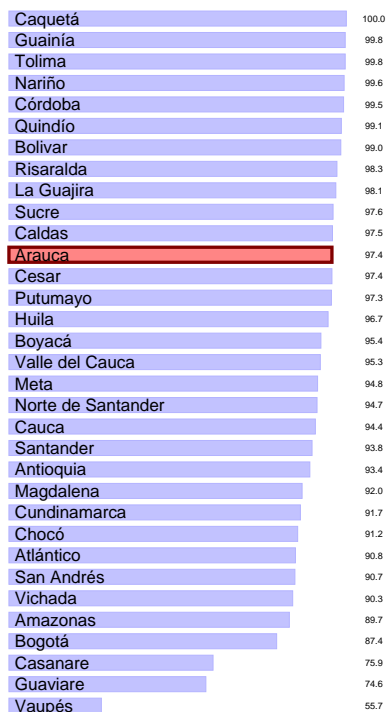 Caquetá 100.0
Guainía 99.8
Tolima 99.8
Nariño 99.6
Córdoba 99.5
Quindío 99.1
Bolivar 99.0
Risaralda 98.3
La Guajira 98.1
Sucre 97.6
Caldas 97.5
Arauca 97.4
Cesar 97.4
Putumayo 97.3
Huila 96.7
Boyacá 95.4
Valle del Cauca 95.3
Meta 94.8
Norte de Santander 94.7
Cauca 94.4
Santander 93.8
Antioquia 93.4
Magdalena 92.0
Cundinamarca 91.7
Chocó 91.2
Atlántico 90.8
San Andrés 90.7
Vichada 90.3
Amazonas 89.7
Bogotá 87.4
Casanare 75.9
Guaviare 74.6
Vaupés 55.7